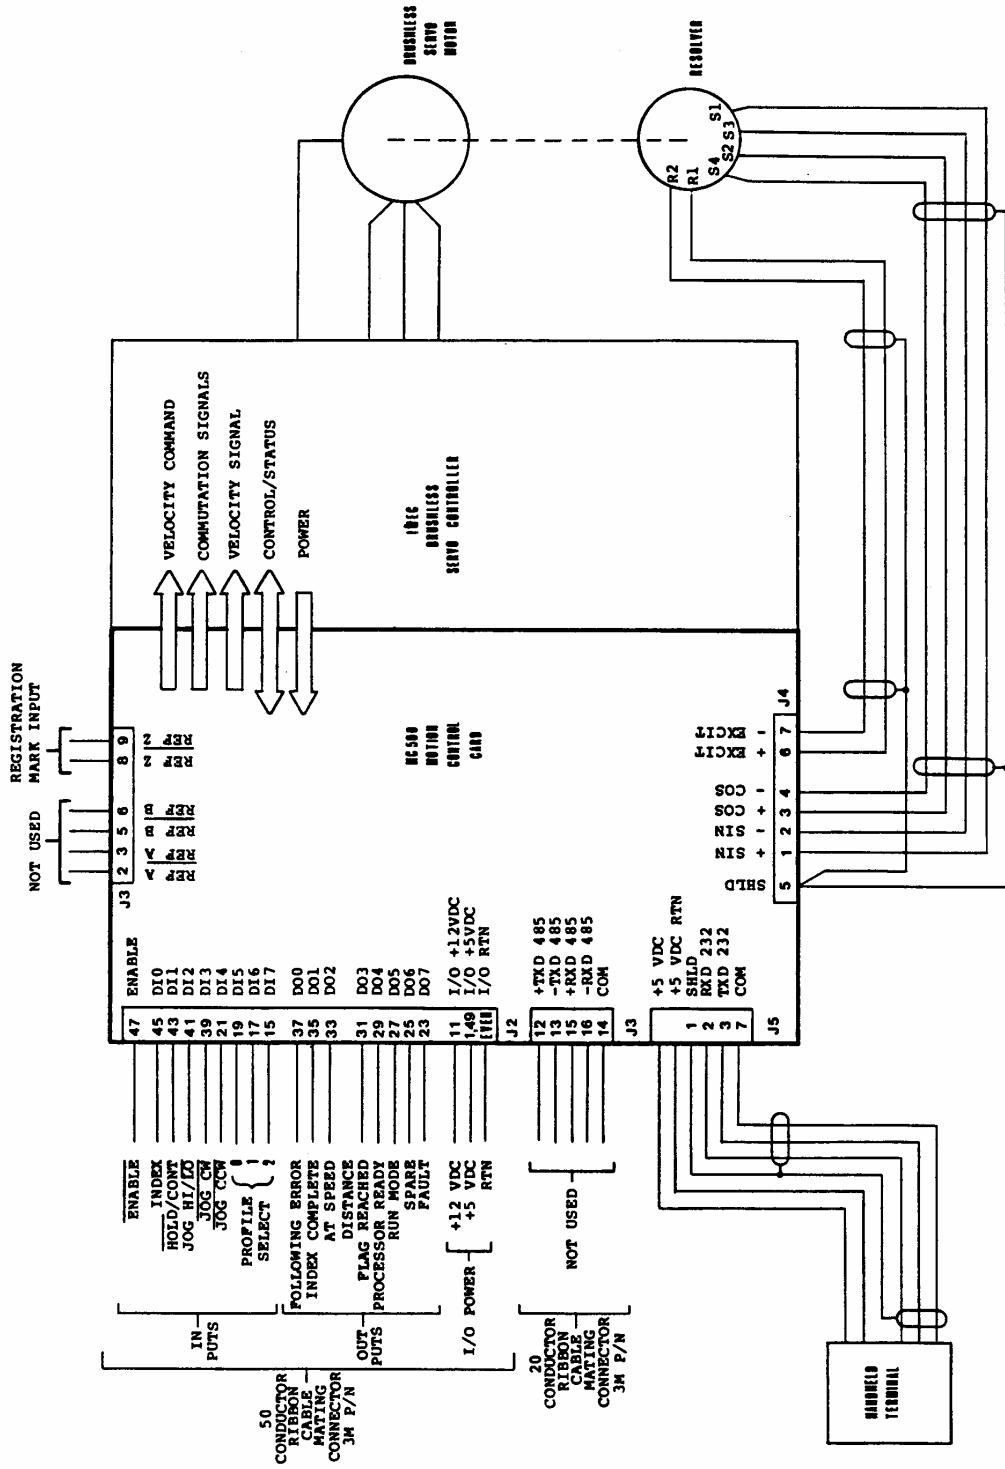 REGISTRATION
MARK INPUT
NOT USED
2 3 5 6 8 9
J3
REF A
REF A
REF B
REF B
REF Z
REF Z
VELOCITY COMMAND
COMMUTATION SIGNALS
VELOCITY SIGNAL
CONTROL/STATUS
POWER
BRUSHLESS
SERVO
MOTOR
RESOLVER
R2
R1
S4
S2
S3
S1
BRUSHLESS
SERVO CONTROLLER
MC500
MOTION
CONTROL
CARD
50
CONDUCTOR
RIBBON
CABLE
MATING
CONNECTOR
3M P/N
IN
PUTS
OUT
PUTS
I/O POWER
ENABLE 47 ENABLE
INDEX 45 DI0
HOLD/CONT 43 DI1
JOG HI/LO 41 DI2
JOG CW 39 DI3
JOG CCW 21 DI4
PROFILE
SELECT
0 19 DI5
1 17 DI6
2 15 DI7
FOLLOWING ERROR 37 DO0
INDEX COMPLETE 35 DO1
AT SPEED 33 DO2
DISTANCE
FLAG REACHED 31 DO3
PROCESSOR READY 29 DO4
RUN MODE 27 DO5
SPARE 25 DO6
FAULT 23 DO7
+12 VDC 11 I/O +12VDC
+5 VDC 1,49 I/O +5VDC
RTN EVEN I/O RTN
J2
20
CONDUCTOR
RIBBON
CABLE
MATING
CONNECTOR
3M P/N
NOT USED
12 +TXD 485
13 -TXD 485
15 +RXD 485
16 -RXD 485
14 COM
J3
+5 VDC
+5 VDC RTN
1 SHLD
2 RXD 232
3 TXD 232
7 COM
J5
SHLD 5
SIN + 1
SIN - 2
COS + 3
COS - 4
EXCIT + 6
EXCIT - 7
J4
HANDHELD
TERMINAL